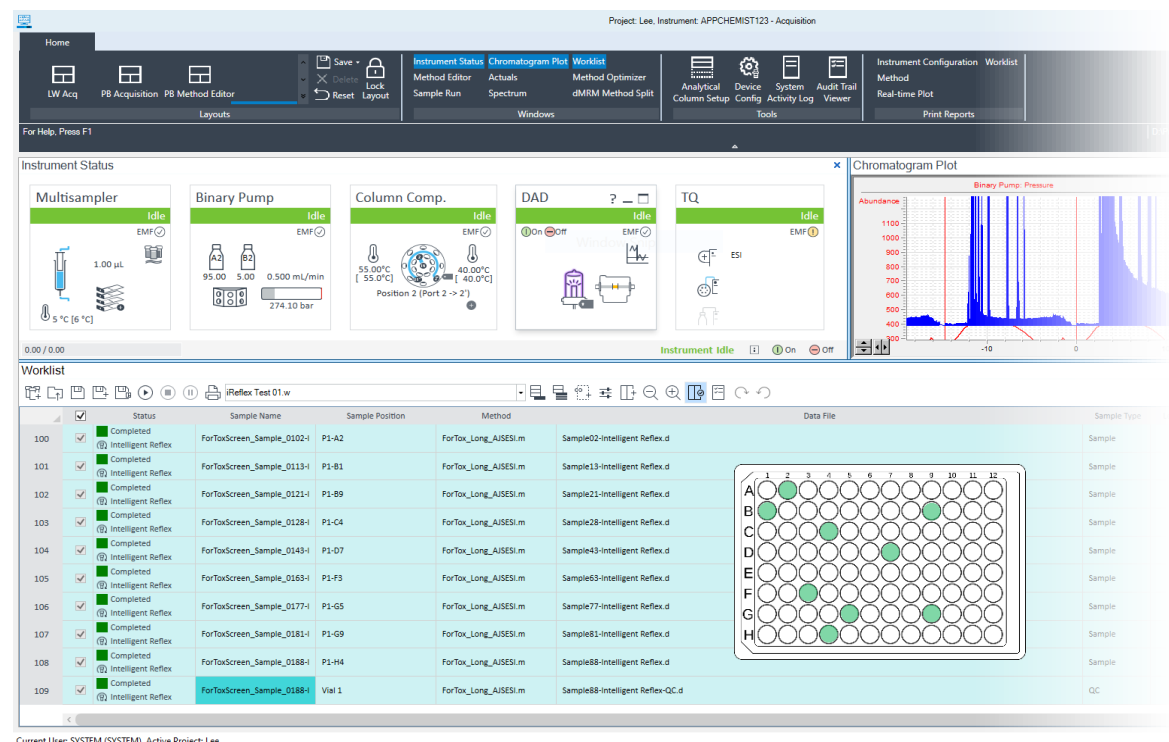 Project: Lee, Instrument: APPCHEMIST123 - Acquisition
Home
LW Acq
PB Acquisition
PB Method Editor
Layouts
Save
Delete
Reset
Lock Layout
Instrument Status Chromatogram Plot Worklist
Method Editor Actuals Method Optimizer
Sample Run Spectrum dMRM Method Split
Windows
Analytical Column Setup
Device Config
System Activity Log
Audit Trail Viewer
Tools
Instrument Configuration Worklist
Method
Real-time Plot
Print Reports
For Help, Press F1
Instrument Status
Multisampler
Idle
EMF
1.00 µL
5 °C [6 °C]
Binary Pump
Idle
EMF
A2 B2
95.00 5.00 0.500 mL/min
274.10 bar
Column Comp.
Idle
EMF
55.00°C 40.00°C
[ 55.0°C] [ 40.0°C]
Position 2 (Port 2 -> 2')
DAD ?
Idle
On Off EMF
TQ
Idle
EMF
ESI
0.00 / 0.00
Instrument Idle On Off
Chromatogram Plot
Binary Pump: Pressure
Abundance
1100
1000
900
800
700
600
500
400
300
-10 0
Worklist
iReflex Test 01.w
Status Sample Name Sample Position Method Data File Sample Type
100 Completed Intelligent Reflex ForToxScreen_Sample_0102-I P1-A2 ForTox_Long_AJSESI.m Sample02-Intelligent Reflex.d Sample
101 Completed Intelligent Reflex ForToxScreen_Sample_0113-I P1-B1 ForTox_Long_AJSESI.m Sample13-Intelligent Reflex.d Sample
102 Completed Intelligent Reflex ForToxScreen_Sample_0121-I P1-B9 ForTox_Long_AJSESI.m Sample21-Intelligent Reflex.d Sample
103 Completed Intelligent Reflex ForToxScreen_Sample_0128-I P1-C4 ForTox_Long_AJSESI.m Sample28-Intelligent Reflex.d Sample
104 Completed Intelligent Reflex ForToxScreen_Sample_0143-I P1-D7 ForTox_Long_AJSESI.m Sample43-Intelligent Reflex.d Sample
105 Completed Intelligent Reflex ForToxScreen_Sample_0163-I P1-F3 ForTox_Long_AJSESI.m Sample63-Intelligent Reflex.d Sample
106 Completed Intelligent Reflex ForToxScreen_Sample_0177-I P1-G5 ForTox_Long_AJSESI.m Sample77-Intelligent Reflex.d Sample
107 Completed Intelligent Reflex ForToxScreen_Sample_0181-I P1-G9 ForTox_Long_AJSESI.m Sample81-Intelligent Reflex.d Sample
108 Completed Intelligent Reflex ForToxScreen_Sample_0188-I P1-H4 ForTox_Long_AJSESI.m Sample88-Intelligent Reflex.d Sample
109 Completed Intelligent Reflex ForToxScreen_Sample_0188-I Vial 1 ForTox_Long_AJSESI.m Sample88-Intelligent Reflex-QC.d QC
1 2 3 4 5 6 7 8 9 10 11 12
A
B
C
D
E
F
G
H
Current User: SYSTEM (SYSTEM) Active Project: Lee